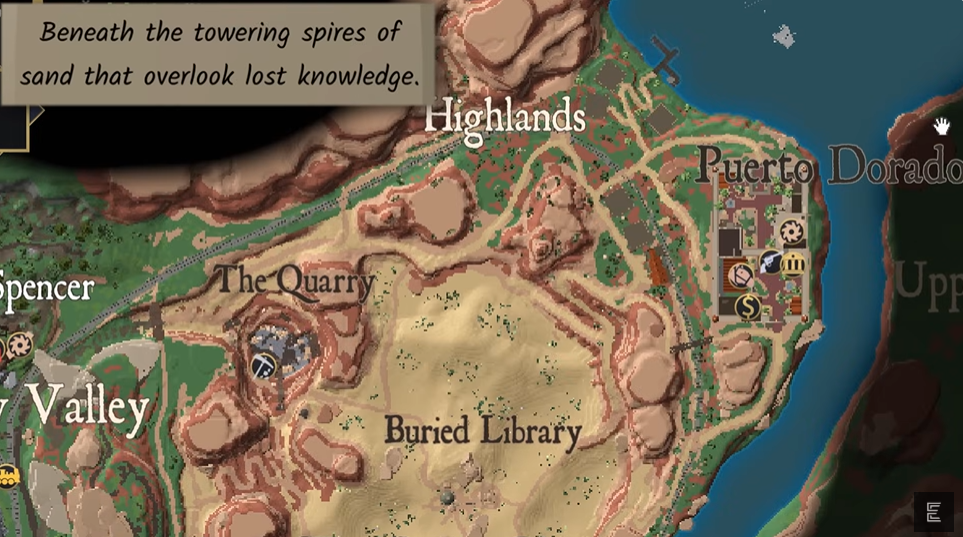 Beneath the towering spires of
sand that overlook lost knowledge.
Highlands
Puerto Dorado
The Quarry
Spencer
Upp
Valley
Buried Library
$
E